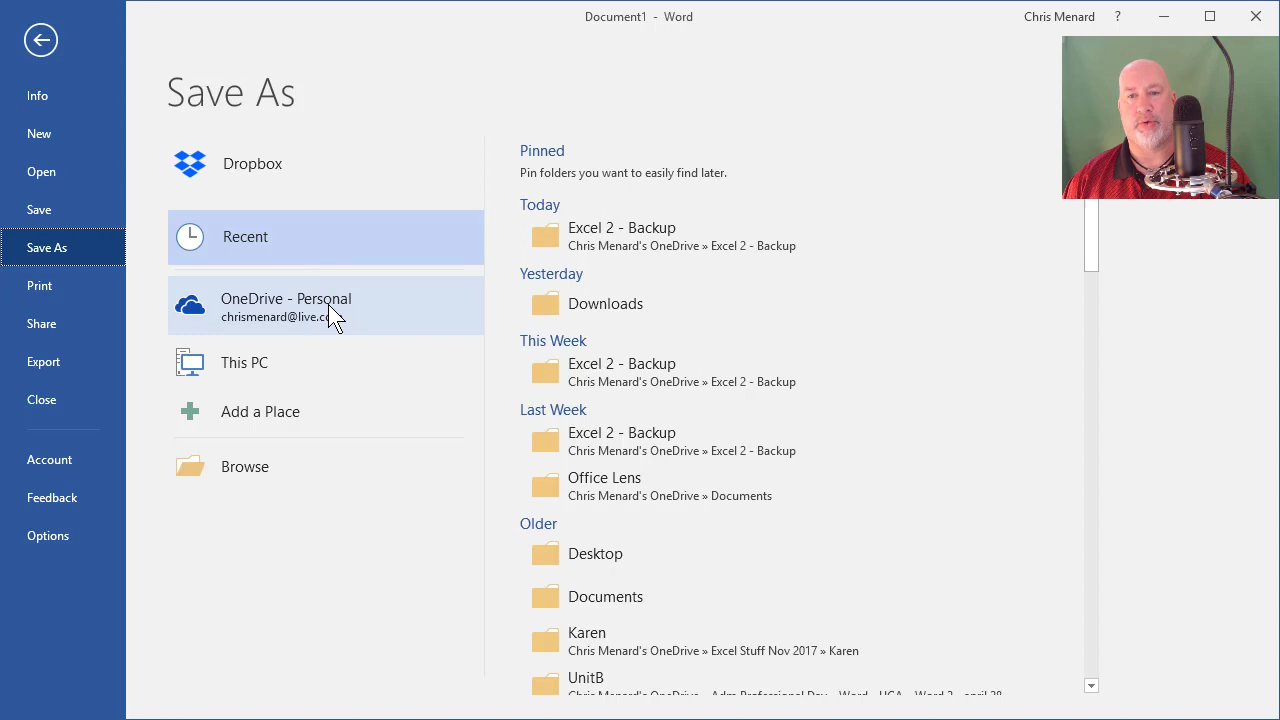 Document1 - Word
Chris Menard
?
Info
New
Open
Save
Save As
Print
Share
Export
Close
Account
Feedback
Options
Save As
Dropbox
Recent
OneDrive - Personal
chrismenard@live.c
This PC
Add a Place
Browse
Pinned
Pin folders you want to easily find later.
Today
Excel 2 - Backup
Chris Menard's OneDrive » Excel 2 - Backup
Yesterday
Downloads
This Week
Excel 2 - Backup
Chris Menard's OneDrive » Excel 2 - Backup
Last Week
Excel 2 - Backup
Chris Menard's OneDrive » Excel 2 - Backup
Office Lens
Chris Menard's OneDrive » Documents
Older
Desktop
Documents
Karen
Chris Menard's OneDrive » Excel Stuff Nov 2017 » Karen
UnitB